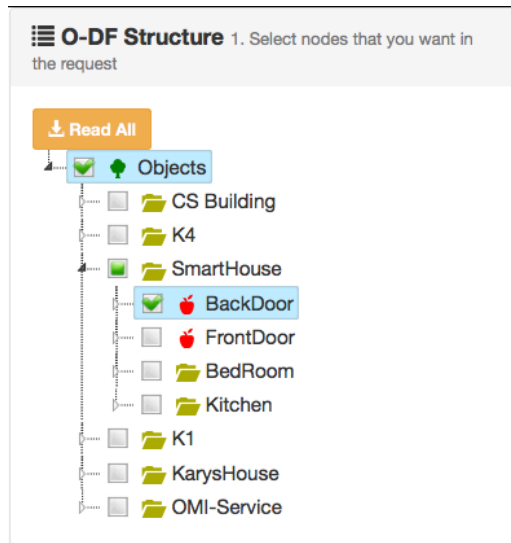 O-DF Structure 1. Select nodes that you want in
the request
Read All
Objects
CS Building
K4
SmartHouse
BackDoor
FrontDoor
BedRoom
Kitchen
K1
KarysHouse
OMI-Service